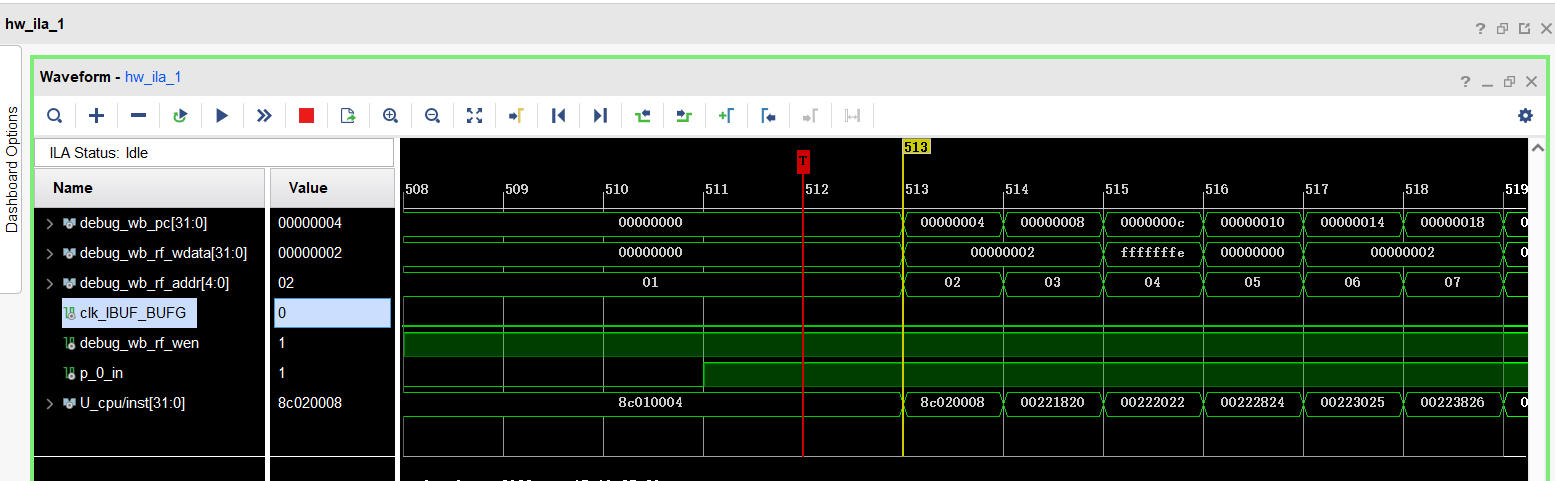 hw_ila_1
Dashboard Options
Waveform - hw_ila_1
ILA Status: Idle
Name Value
513
T
508 509 510 511 512 513 514 515 516 517 518 519
debug_wb_pc[31:0] 00000004 00000000 00000004 00000008 0000000c 00000010 00000014 00000018 0
debug_wb_rf_wdata[31:0] 00000002 00000000 00000002 fffffffe 00000000 00000002 0
debug_wb_rf_addr[4:0] 02 01 02 03 04 05 06 07
clk_IBUF_BUFG 0
debug_wb_rf_wen 1
p_0_in 1
U_cpu/inst[31:0] 8c020008 8c010004 8c020008 00221820 00222022 00222824 00223025 00223826 0